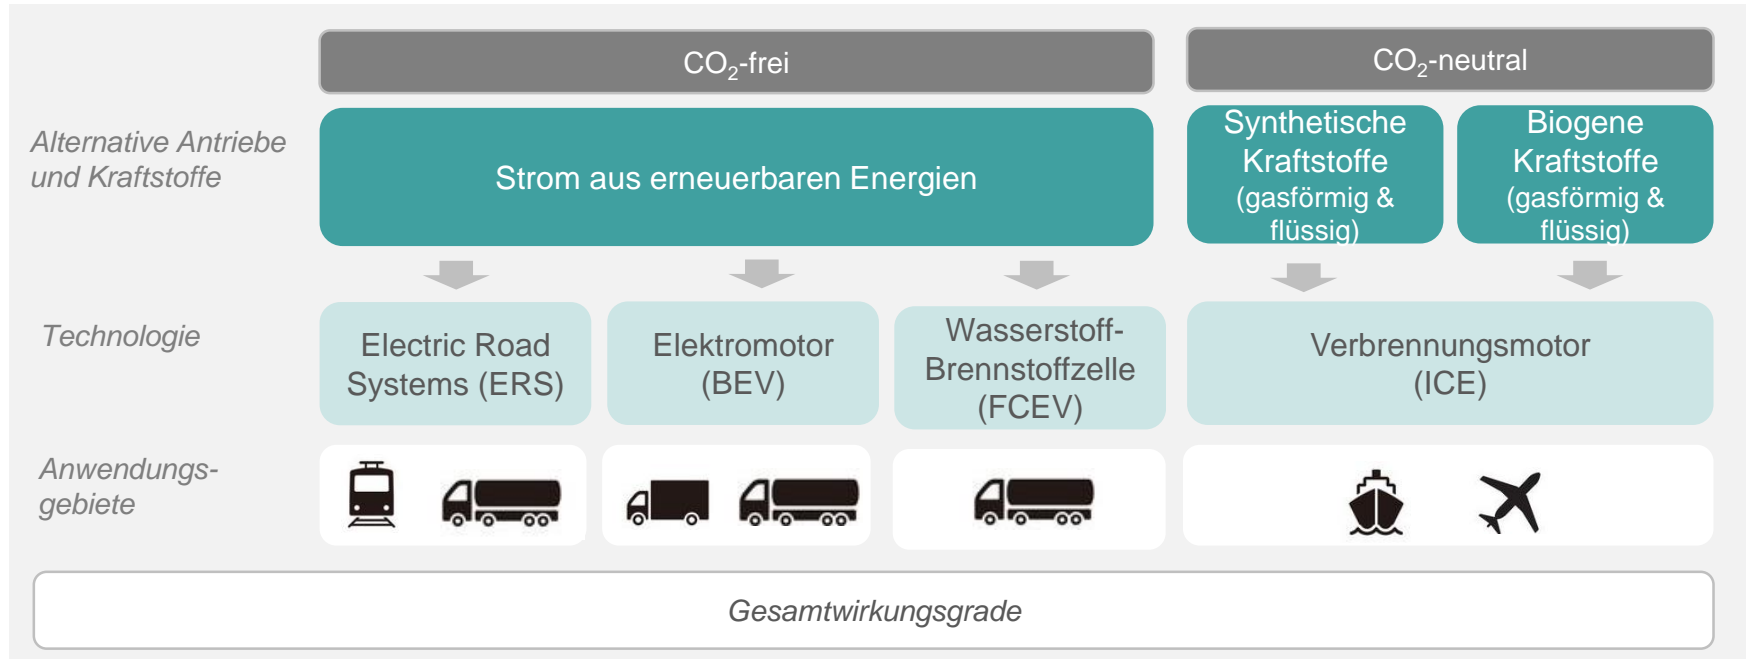 CO₂-frei
CO₂-neutral
Alternative Antriebe
und Kraftstoffe
Strom aus erneuerbaren Energien
Synthetische
Kraftstoffe
(gasförmig &
flüssig)
Biogene
Kraftstoffe
(gasförmig &
flüssig)
Technologie
Electric Road
Systems (ERS)
Elektromotor
(BEV)
Wasserstoff-
Brennstoffzelle
(FCEV)
Verbrennungsmotor
(ICE)
Anwendungs-
gebiete
Gesamtwirkungsgrade